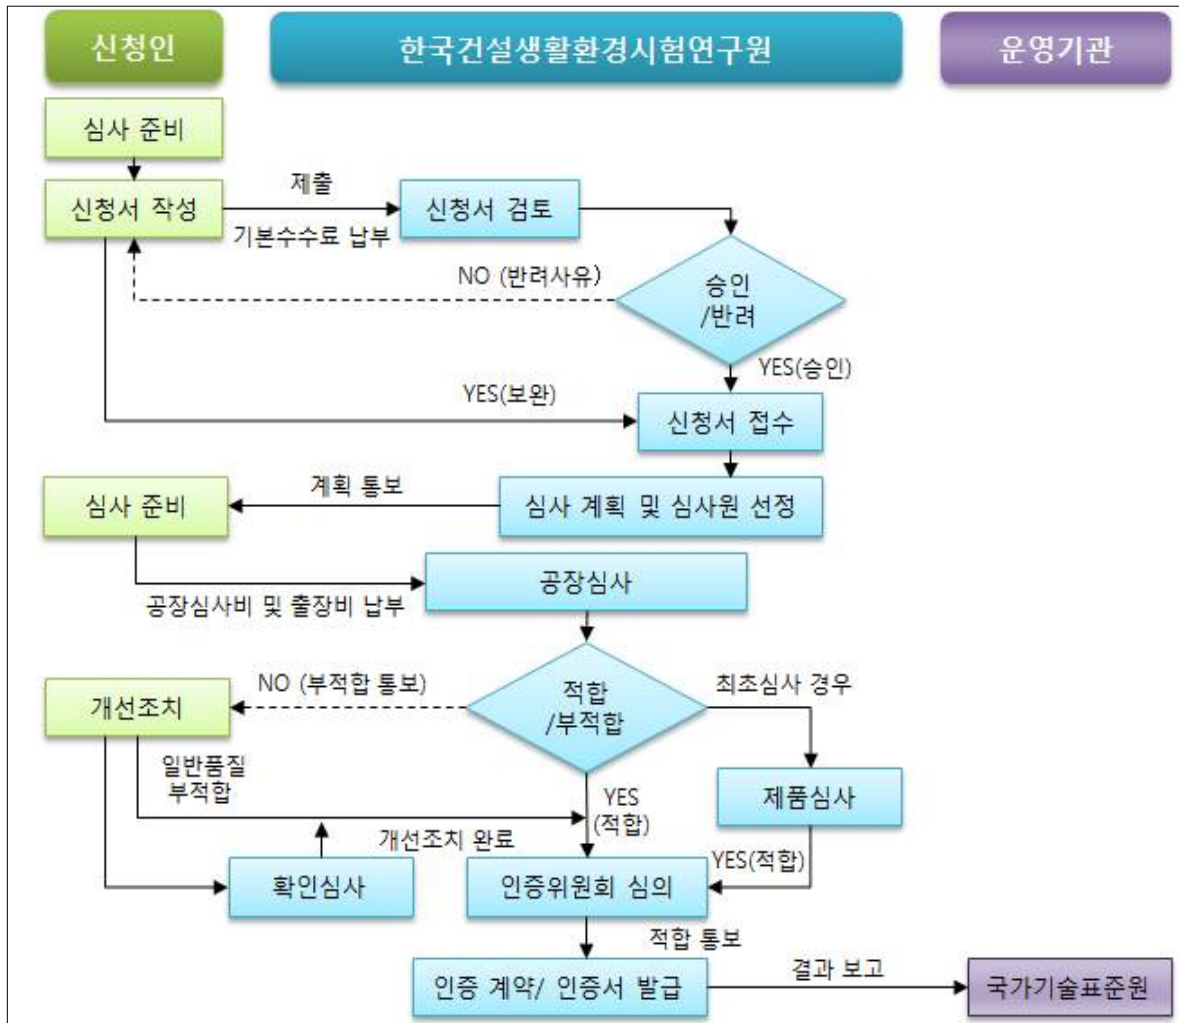 신청인
한국건설생활환경시험연구원
운영기관
심사 준비
신청서 작성
제출
기본수수료 납부
신청서 검토
NO (반려사유)
승인
/반려
YES(승인)
YES(보완)
신청서 접수
심사 준비
계획 통보
심사 계획 및 심사원 선정
공장심사비 및 출장비 납부
공장심사
개선조치
NO (부적합 통보)
적합
/부적합
최초심사 경우
일반품질
부적합
YES
(적합)
제품심사
개선조치 완료
YES(적합)
확인심사
인증위원회 심의
적합 통보
인증 계약/ 인증서 발급
결과 보고
국가기술표준원